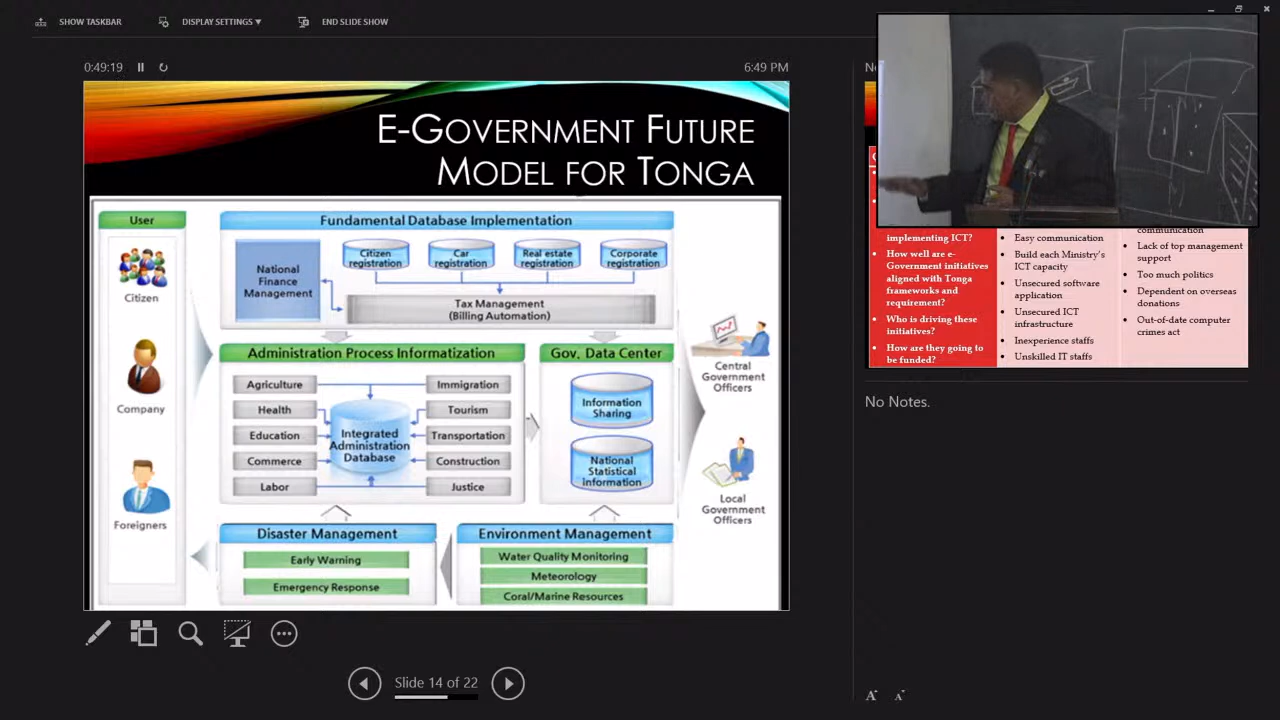 SHOW TASKBAR
DISPLAY SETTINGS ▼
END SLIDE SHOW
0:49:19
6:49 PM
E-GOVERNMENT FUTURE
MODEL FOR TONGA
User
Citizen
Company
Foreigners
Fundamental Database Implementation
National
Finance
Management
Citizen
registration
Car
registration
Real estate
registration
Corporate
registration
Tax Management
(Billing Automation)
Administration Process Informatization
Agriculture
Health
Education
Commerce
Labor
Integrated
Administration
Database
Immigration
Tourism
Transportation
Construction
Justice
Gov. Data Center
Information
Sharing
National
Statistical
Information
Central
Government
Officers
Local
Government
Officers
Disaster Management
Early Warning
Emergency Response
Environment Management
Water Quality Monitoring
Meteorology
Coral/Marine Resources
Slide 14 of 22
implementing ICT?
• How well are e-
Government initiatives
aligned with Tonga
frameworks and
requirement?
• Who is driving these
initiatives?
• How are they going to
be funded?
• Easy communication
• Build each Ministry's
ICT capacity
• Unsecured software
application
• Unsecured ICT
infrastructure
• Inexperience staffs
• Unskilled IT staffs
communication
• Lack of top management
support
• Too much politics
• Dependent on overseas
donations
• Out-of-date computer
crimes act
No Notes.
A A